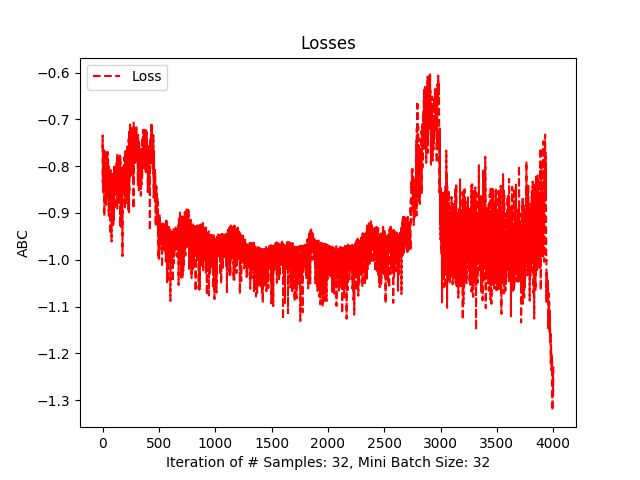 Losses
Loss
−0.6
−0.7
−0.8
−0.9
−1.0
−1.1
−1.2
−1.3
ABC
0 500 1000 1500 2000 2500 3000 3500 4000
Iteration of # Samples: 32, Mini Batch Size: 32